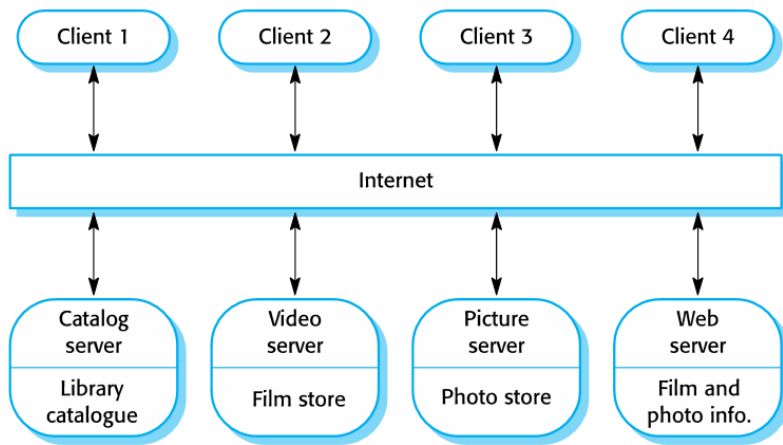 Client 1
Client 2
Client 3
Client 4
Internet
Catalog
server
Library
catalogue
Video
server
Film store
Picture
server
Photo store
Web
server
Film and
photo info.